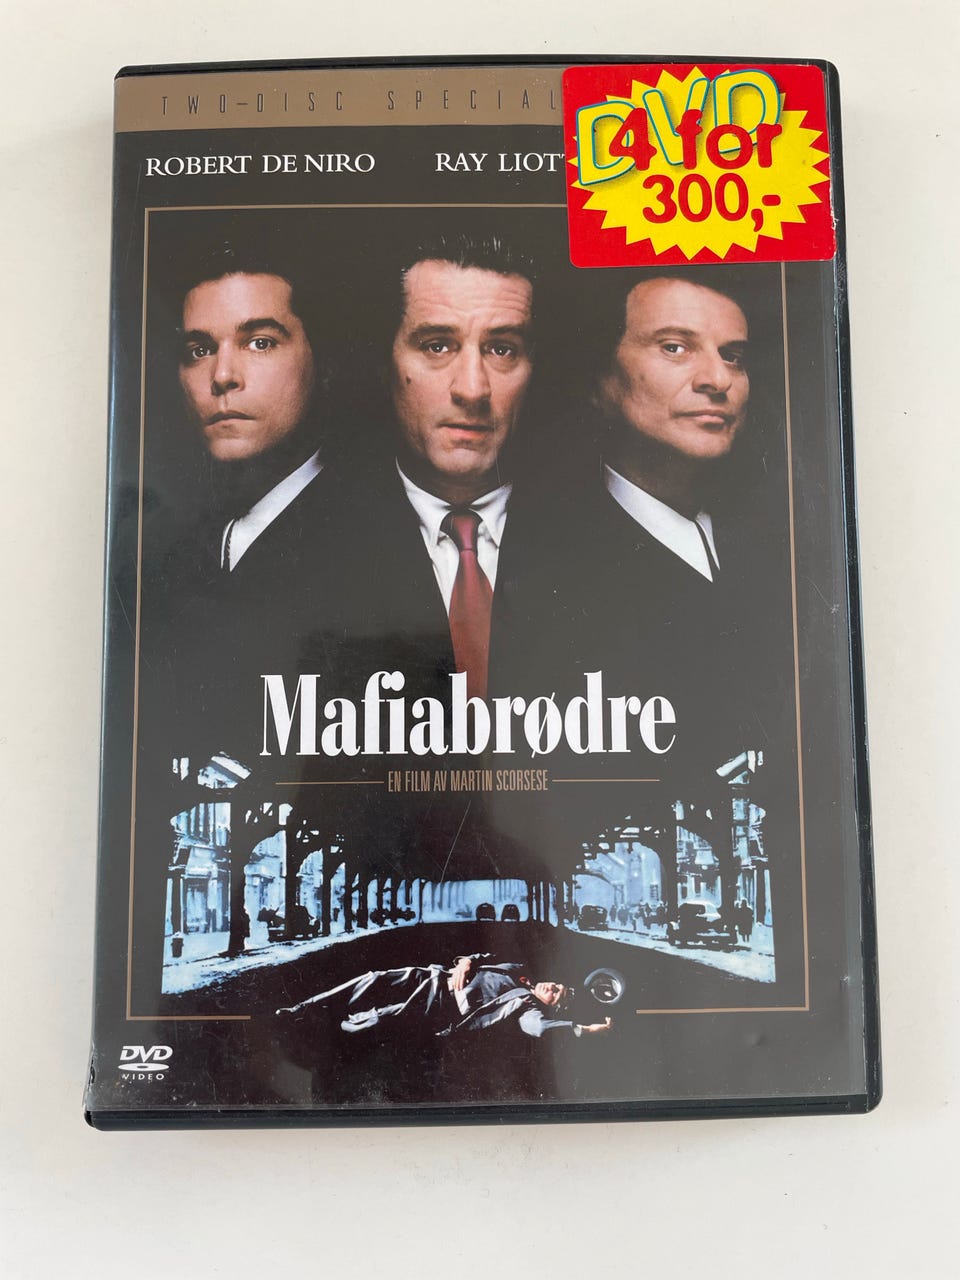 TWO-DISC SPECIAL
DVD
4 for
300,-
ROBERT DE NIRO RAY
Mafiabrødre
EN FILM AV MARTIN SCORSESE
DVD
VIDEO